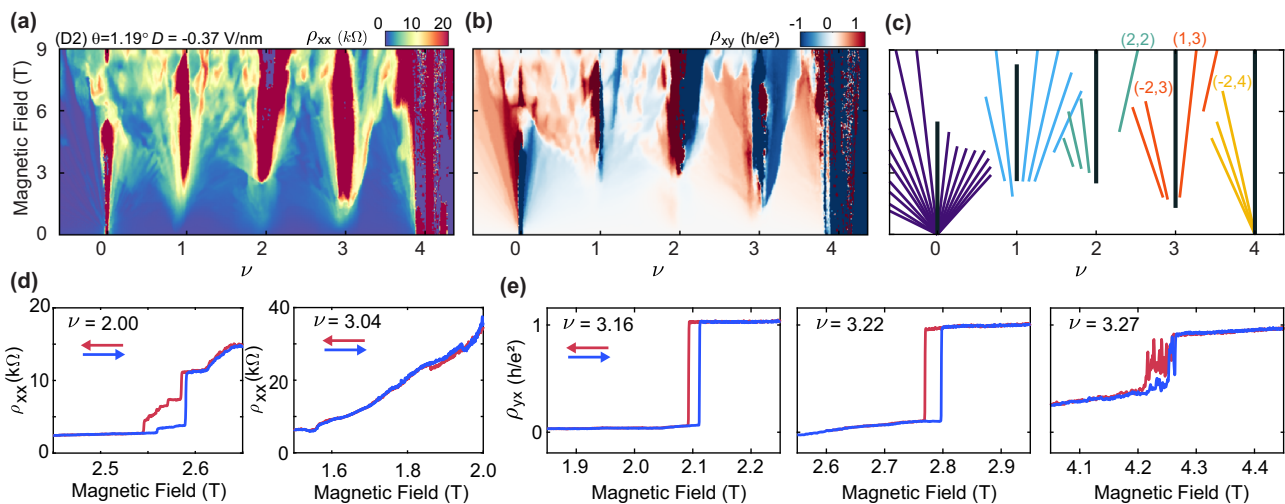 (a)
(D2) θ=1.19° D = -0.37 V/nm
ρxx (kΩ)
0 10 20
Magnetic Field (T)
9
6
3
0
0 1 2 3 4
ν
(b)
ρxy (h/e²)
-1 0 1
0 1 2 3 4
ν
(c)
(2,2)
(1,3)
(-2,3)
(-2,4)
0 1 2 3 4
ν
(d)
ν = 2.00
ρxx (kΩ)
20
10
0
2.5 2.6
Magnetic Field (T)
ν = 3.04
ρxx (kΩ)
40
20
0
1.6 1.8 2.0
Magnetic Field (T)
(e)
ν = 3.16
ρyx (h/e²)
1
0
1.9 2.0 2.1 2.2
Magnetic Field (T)
ν = 3.22
2.6 2.7 2.8 2.9
Magnetic Field (T)
ν = 3.27
4.1 4.2 4.3 4.4
Magnetic Field (T)